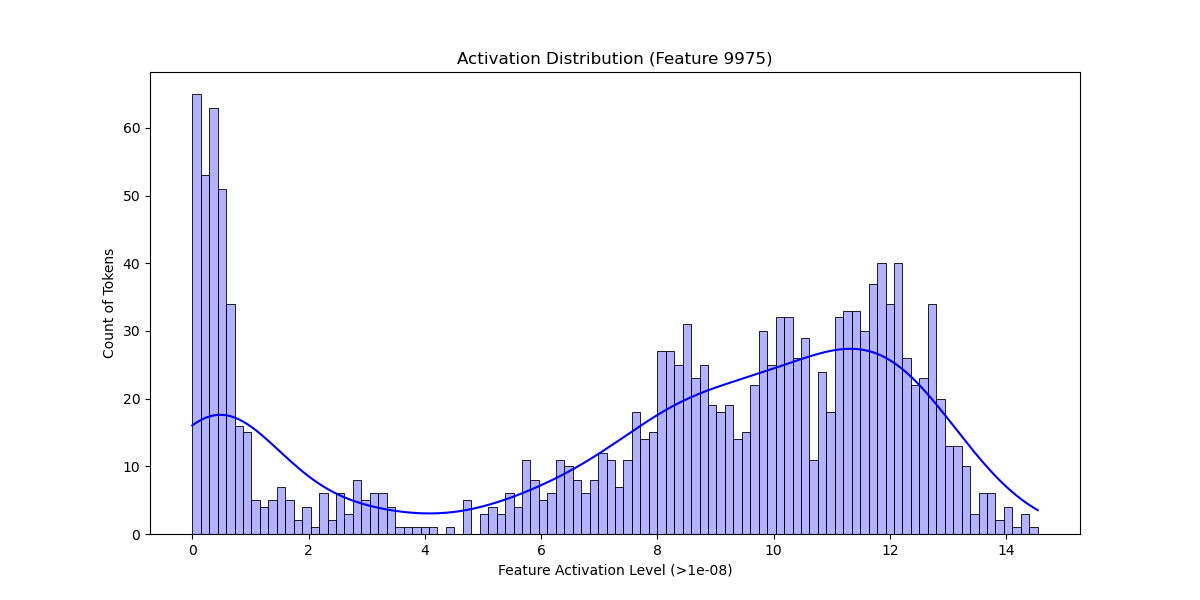 Activation Distribution (Feature 9975)
60
50
40
30
20
10
0
Count of Tokens
0 2 4 6 8 10 12 14
Feature Activation Level (>1e-08)